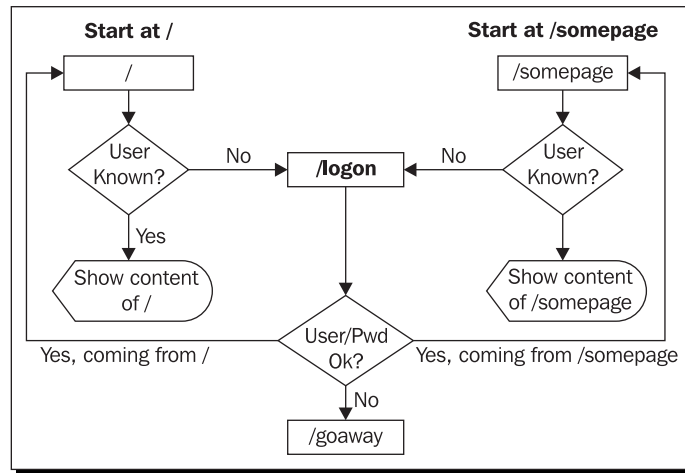 Start at /
Start at /somepage
/
/somepage
User
Known?
No
/logon
No
User
Known?
Yes
Show content
of /
Show content
of /somepage
User/Pwd
Ok?
Yes, coming from /
Yes, coming from /somepage
No
/goaway